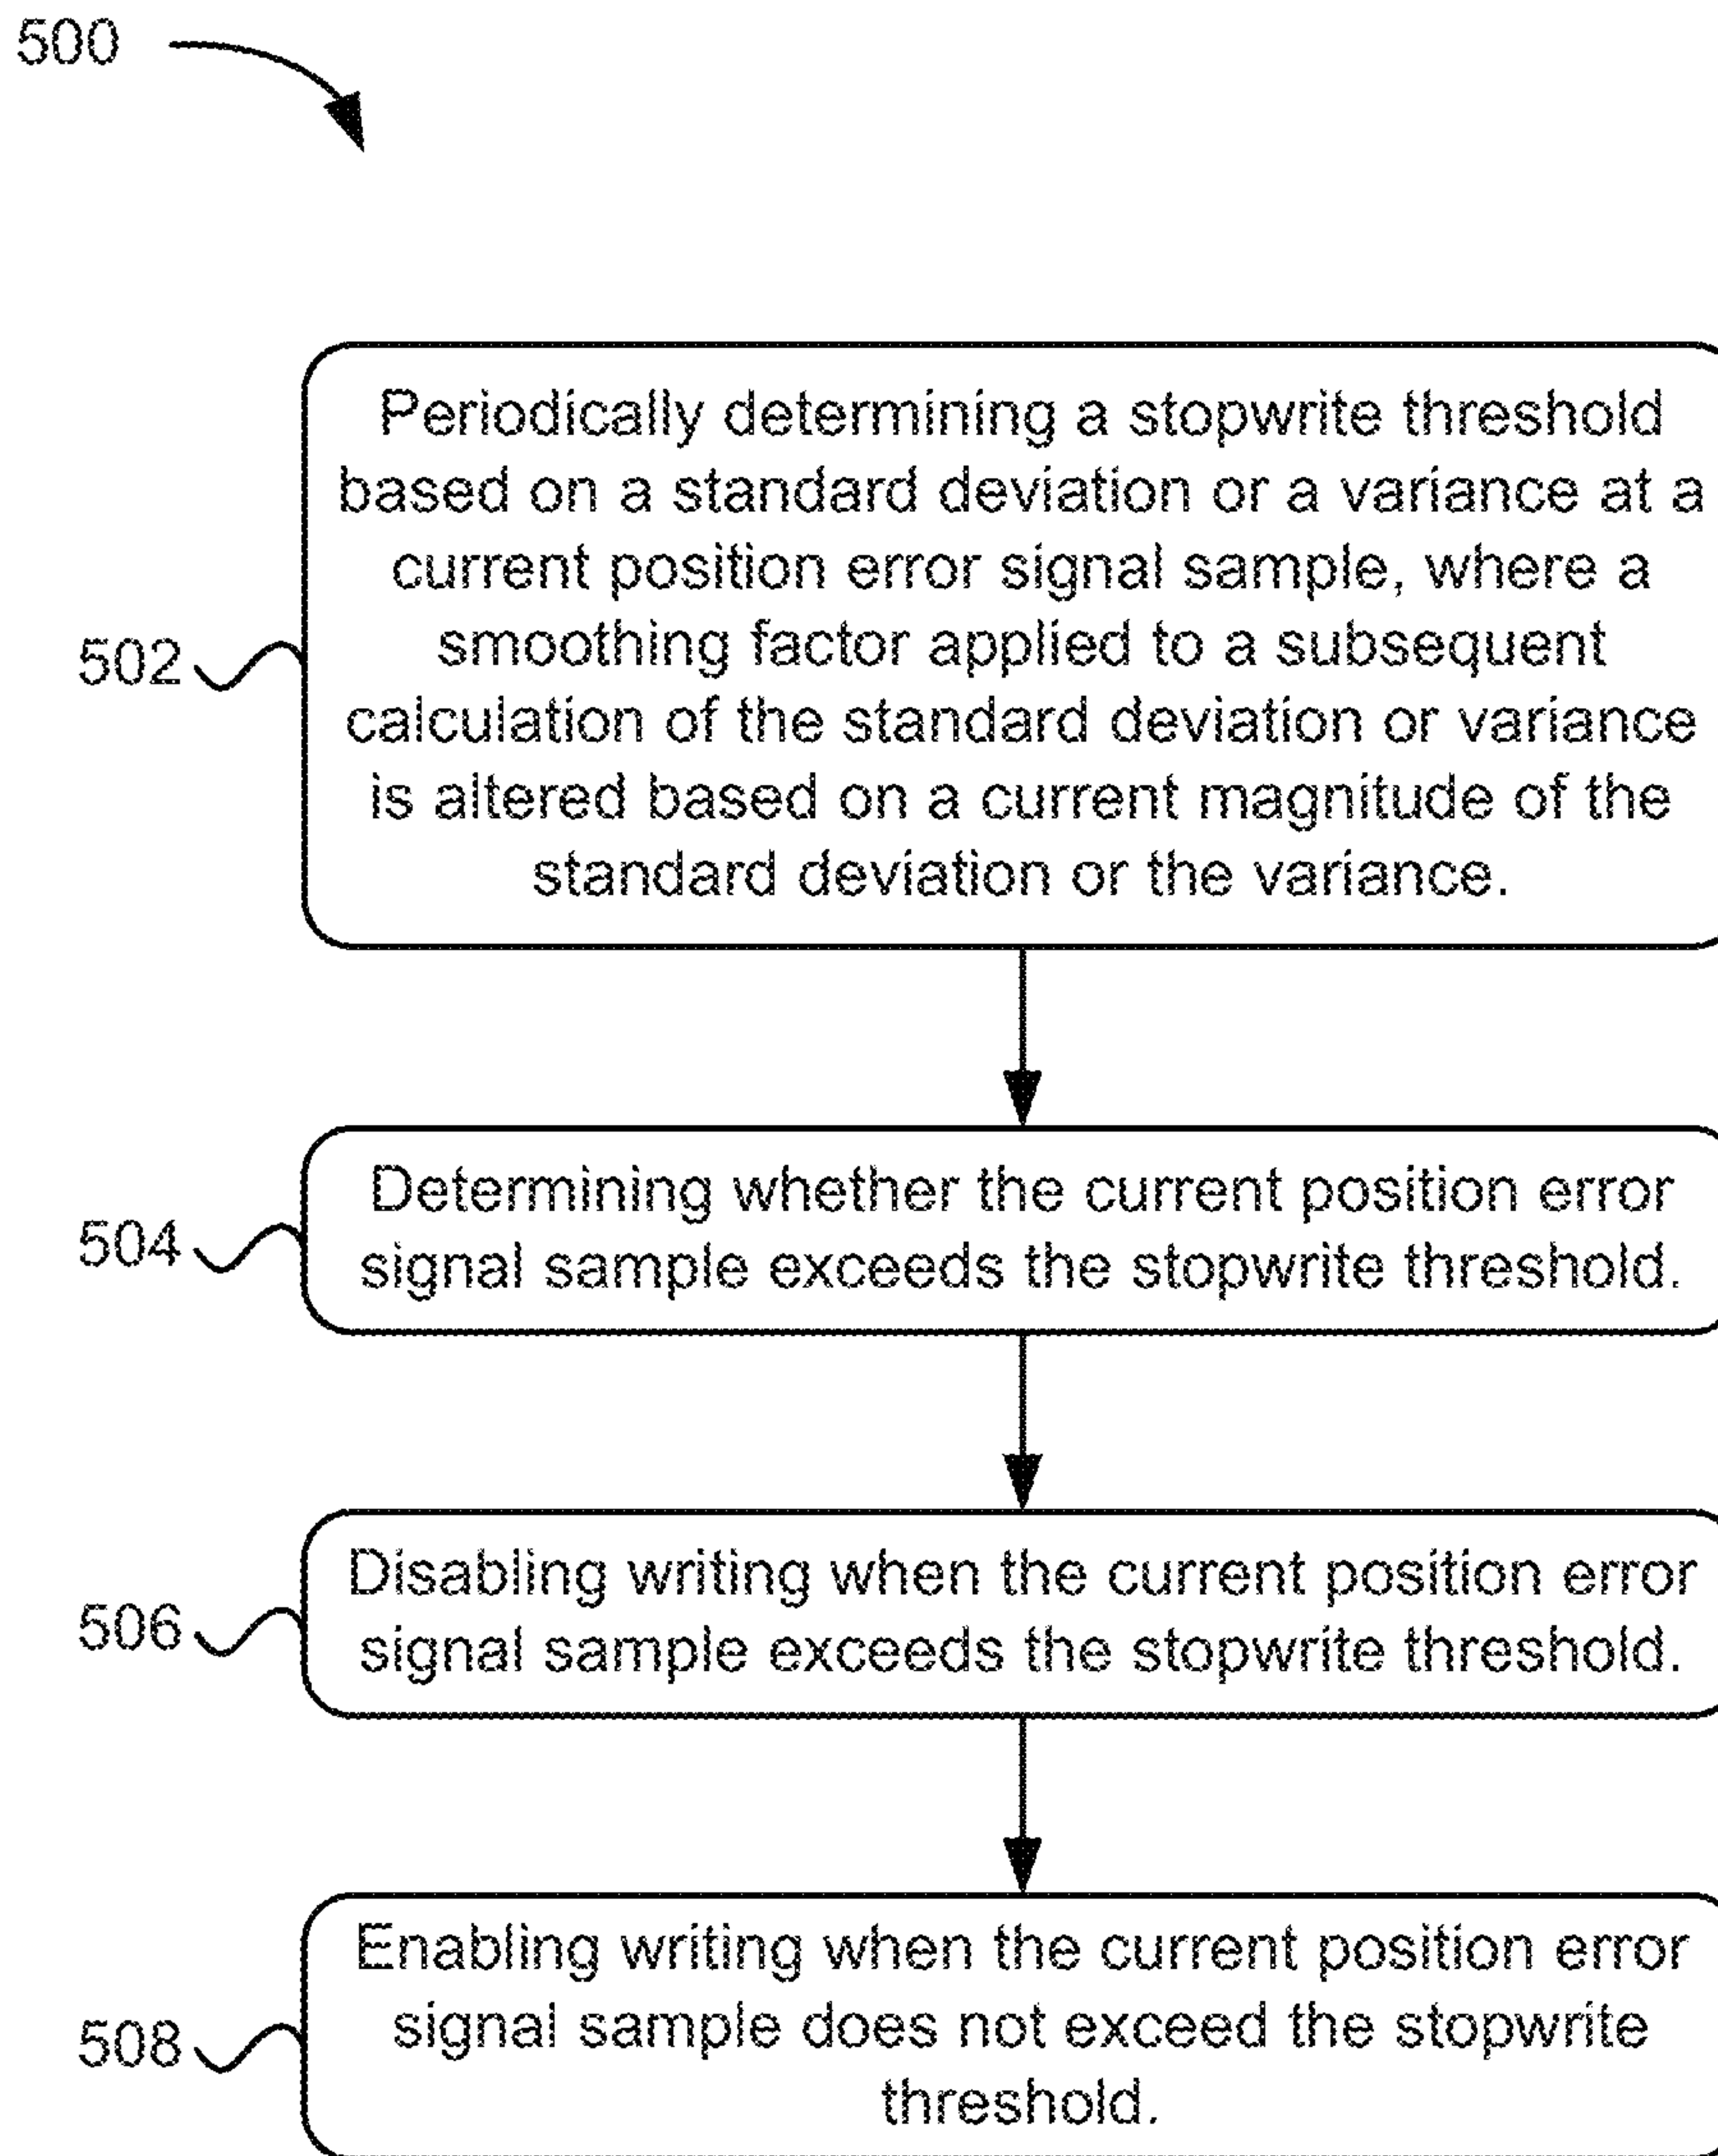 500
Periodically determining a stopwrite threshold
based on a standard deviation or a variance at a
current position error signal sample, where a
smoothing factor applied to a subsequent
calculation of the standard deviation or variance
is altered based on a current magnitude of the
standard deviation or the variance.
502
Determining whether the current position error
signal sample exceeds the stopwrite threshold.
504
Disabling writing when the current position error
signal sample exceeds the stopwrite threshold.
506
Enabling writing when the current position error
signal sample does not exceed the stopwrite
threshold.
508